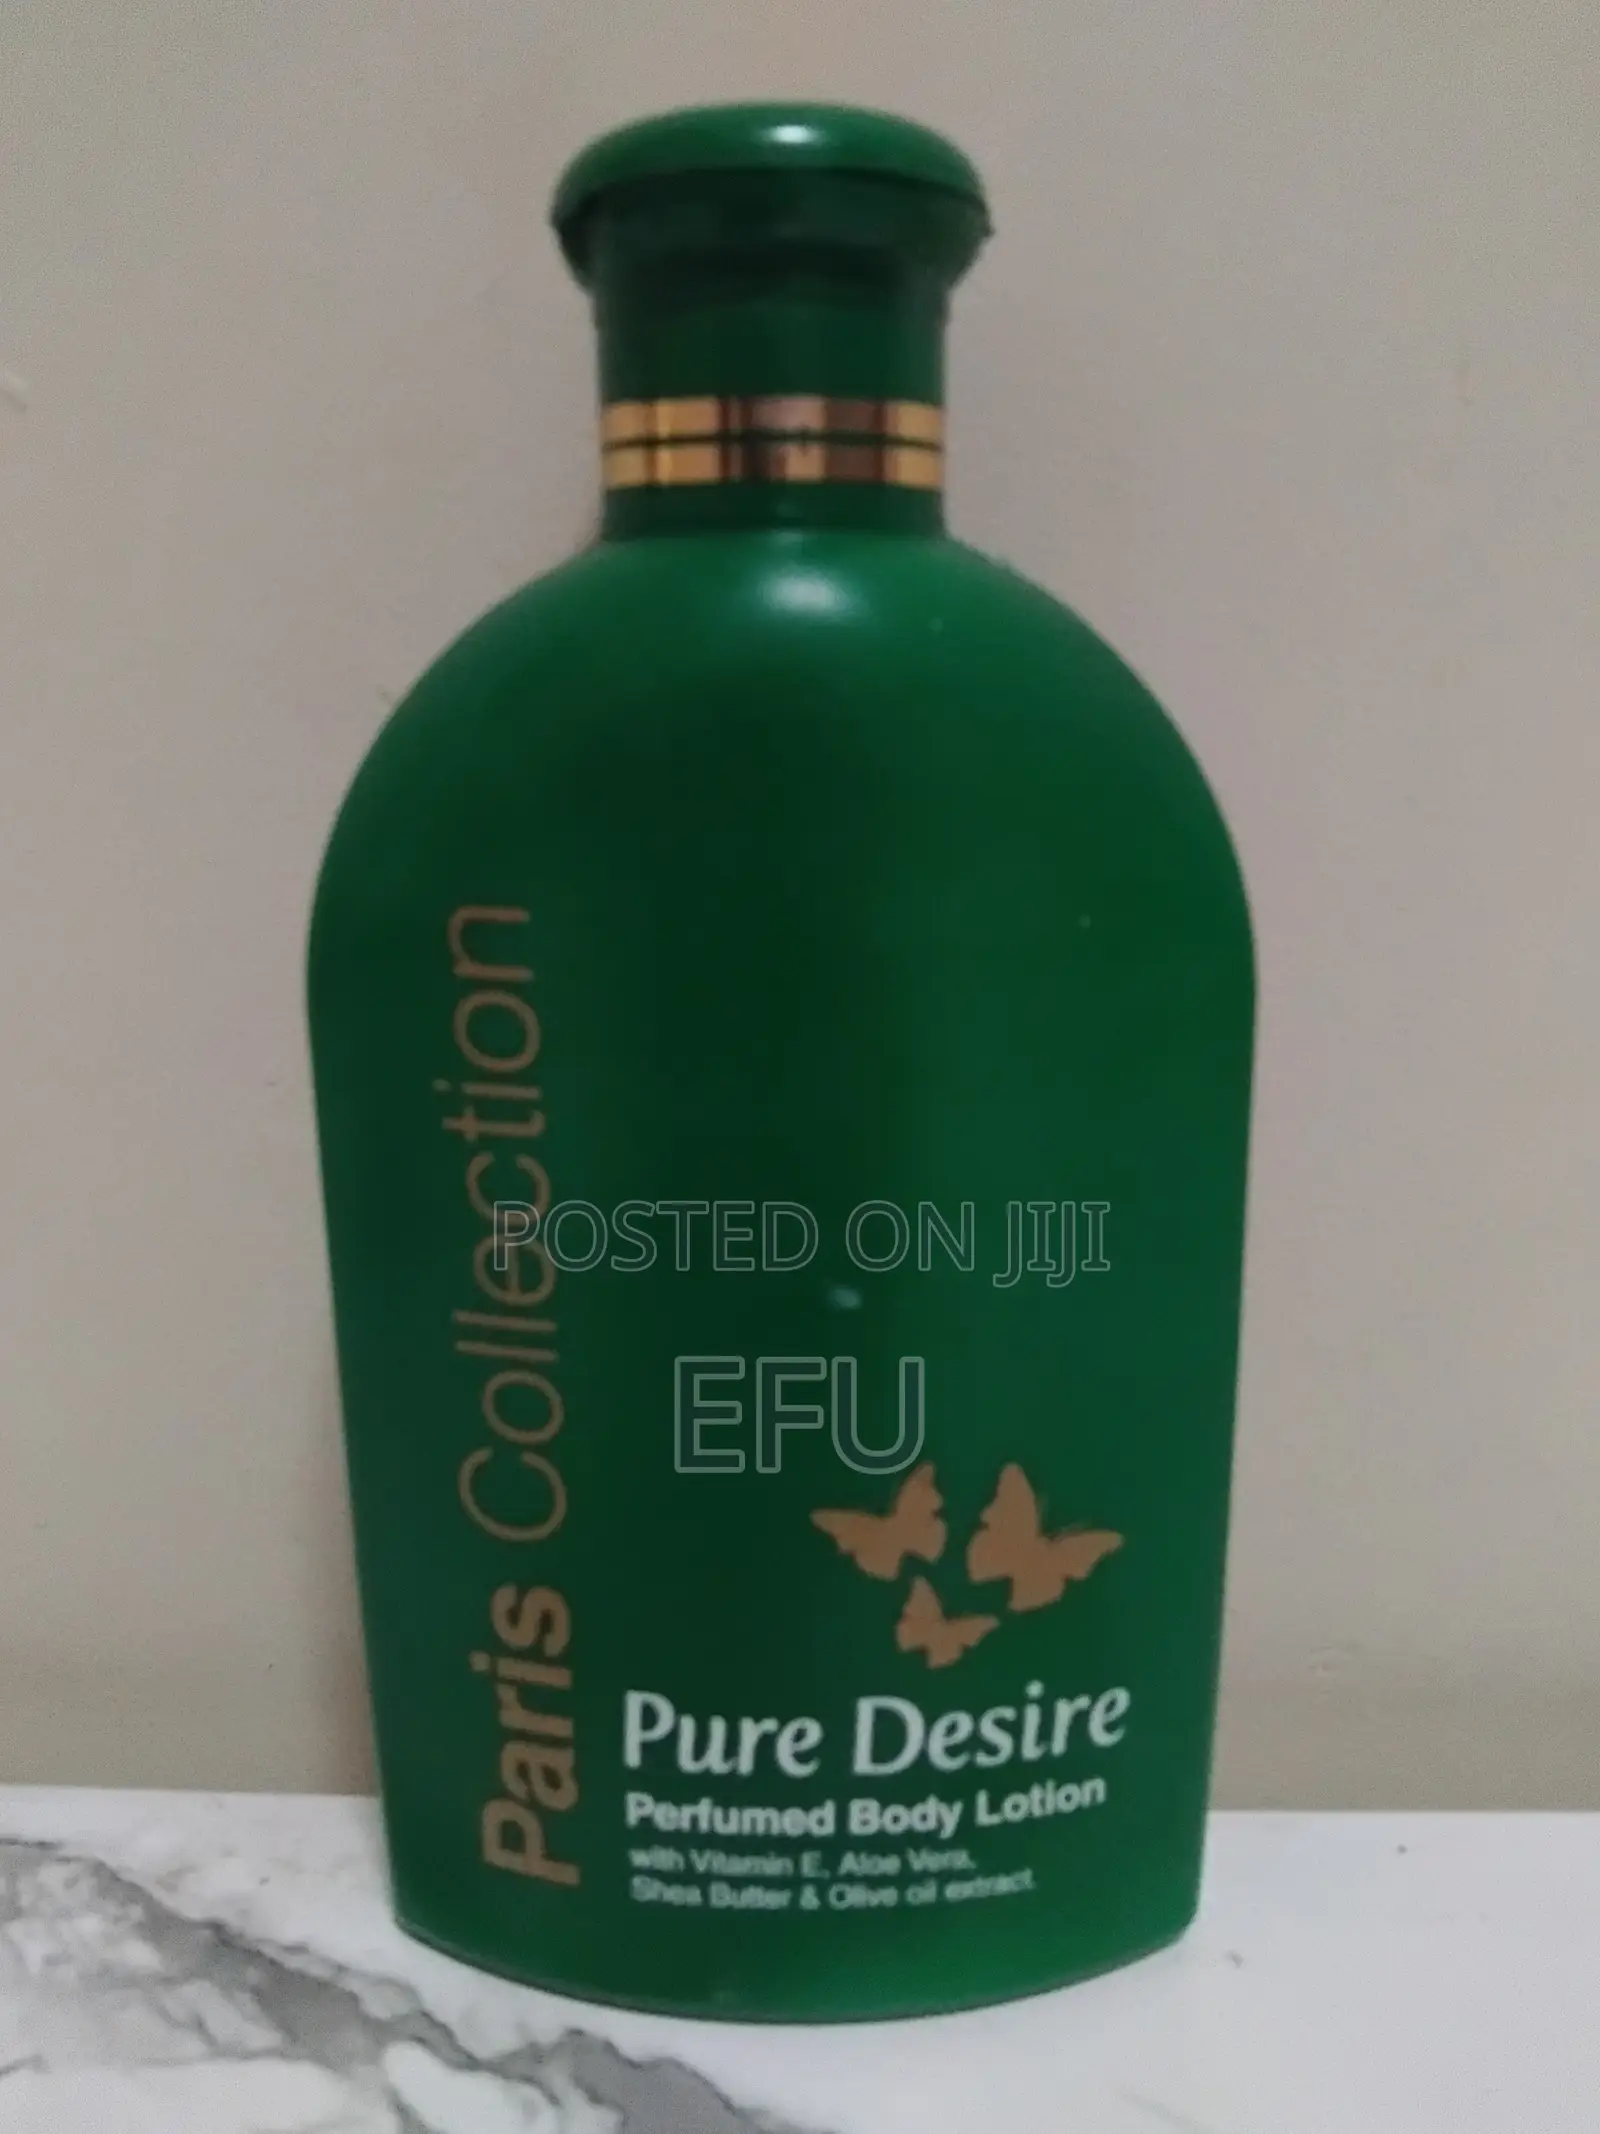 Paris Collection
POSTED ON JIJI
EFU
Pure Desire
Perfumed Body Lotion
with Vitamin E, Aloe Vera,
Shea Butter & Olive oil extract